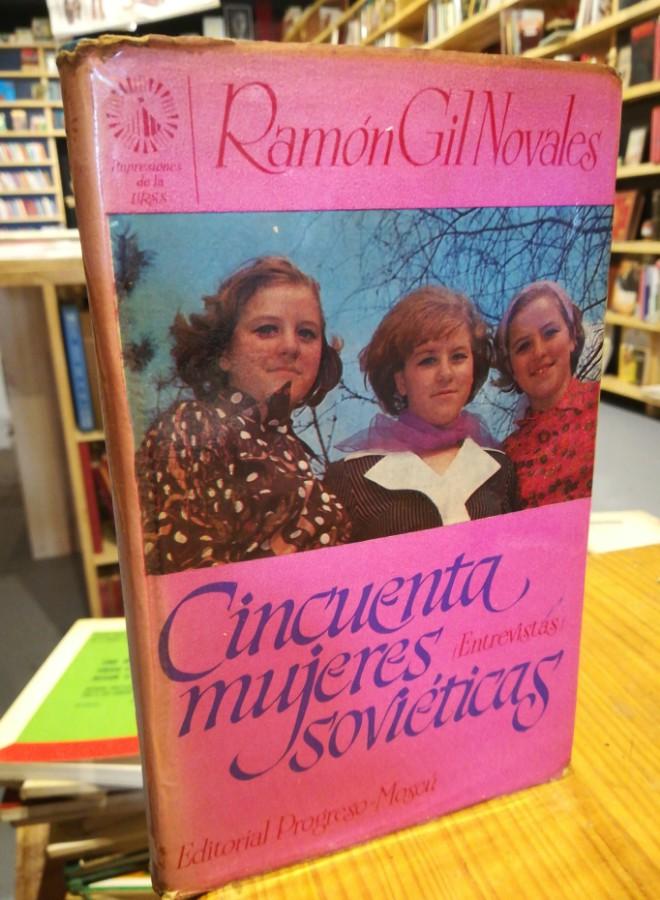 Ramón Gil Novales
Impresiones
de la
URSS
Cincuenta
mujeres
(Entrevistas)
soviéticas
Editorial Progreso-Moscú